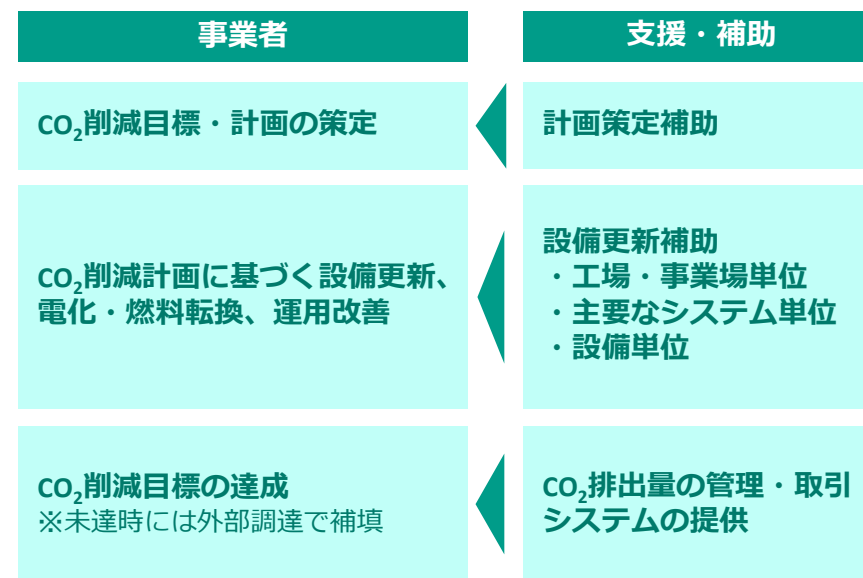 事業者
支援・補助
CO₂削減目標・計画の策定
計画策定補助
CO₂削減計画に基づく設備更新、
電化・燃料転換、運用改善
設備更新補助
・工場・事業場単位
・主要なシステム単位
・設備単位
CO₂削減目標の達成
※未達時には外部調達で補填
CO₂排出量の管理・取引
システムの提供